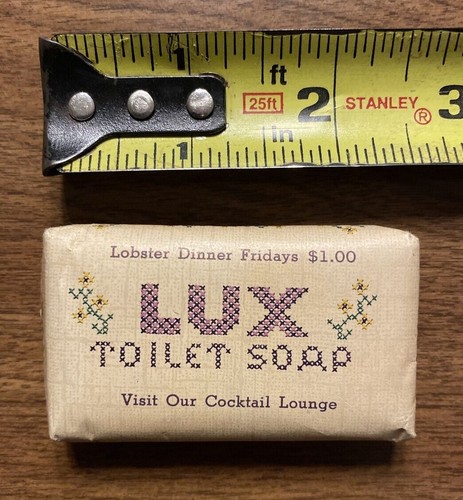 1 ft 25ft 2 STANLEY ® 3
in
1
Lobster Dinner Fridays $1.00
LUX
TOILET SOAP
Visit Our Cocktail Lounge